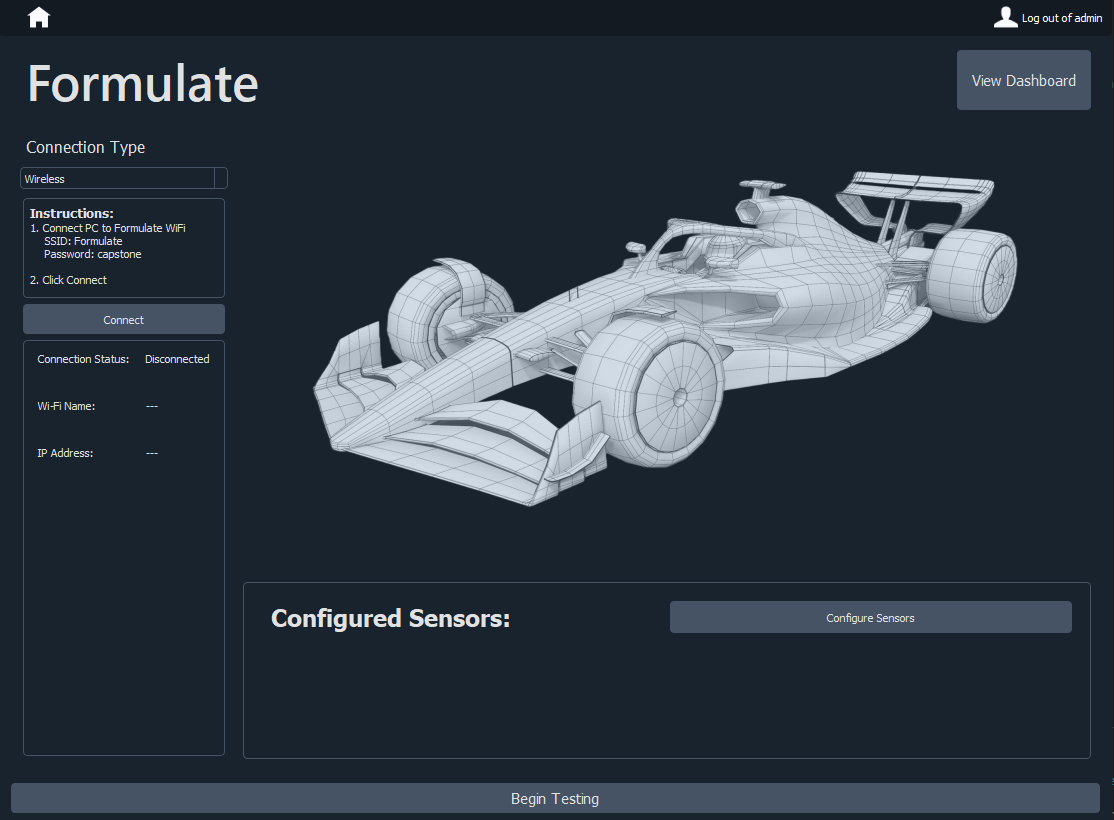 Log out of admin
Formulate
View Dashboard
Connection Type
Wireless
Instructions:
1. Connect PC to Formulate WiFi
SSID: Formulate
Password: capstone
2. Click Connect
Connect
Connection Status: Disconnected
Wi-Fi Name: ---
IP Address: ---
Configured Sensors:
Configure Sensors
Begin Testing